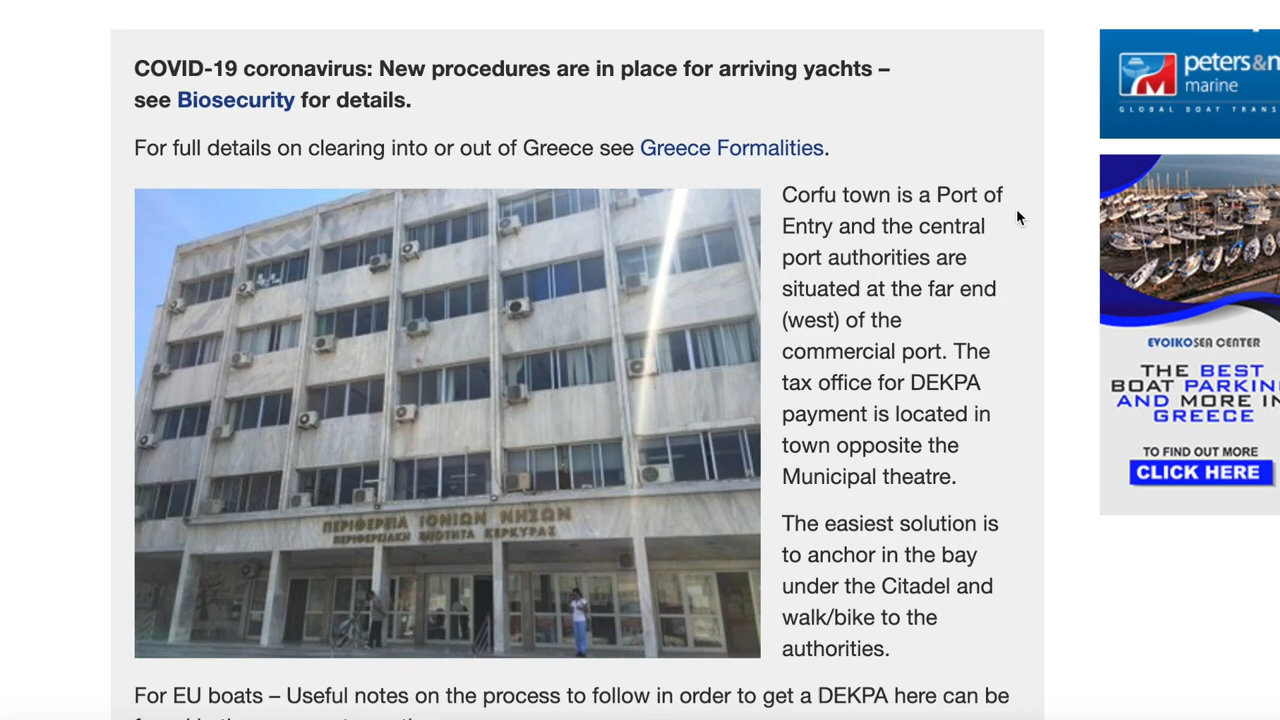 COVID-19 coronavirus: New procedures are in place for arriving yachts –
see Biosecurity for details.
For full details on clearing into or out of Greece see Greece Formalities.
ΠΕΡΙΦΕΡΕΙΑ ΙΟΝΙΩΝ ΝΗΣΩΝ
ΠΕΡΙΦΕΡΕΙΑΚΗ ΕΝΟΤΗΤΑ ΚΕΡΚΥΡΑΣ
Corfu town is a Port of
Entry and the central
port authorities are
situated at the far end
(west) of the
commercial port. The
tax office for DEKPA
payment is located in
town opposite the
Municipal theatre.
The easiest solution is
to anchor in the bay
under the Citadel and
walk/bike to the
authorities.
For EU boats – Useful notes on the process to follow in order to get a DEKPA here can be
peters&
marine
GLOBAL BOAT TRANS
EVOIKOSEA CENTER
THE BEST
BOAT PARKIN
AND MORE IN
GREECE
TO FIND OUT MORE
CLICK HERE